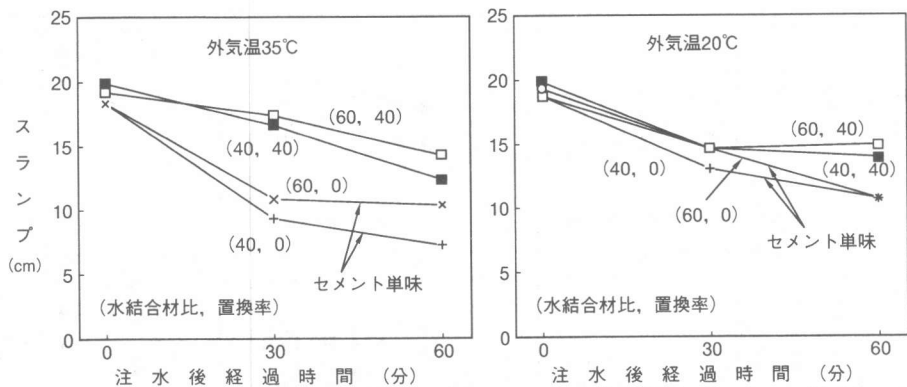 25
20
15
10
5
0
スランプ
(cm)
外気温35℃
(60, 40)
(40, 40)
(60, 0)
(40, 0)
セメント単味
(水結合材比, 置換率)
0 30 60
注水後経過時間 (分)
25
20
15
10
5
0
外気温20℃
(60, 40)
(40, 0)
(40, 40)
(60, 0)
セメント単味
(水結合材比, 置換率)
0 30 60
注水後経過時間 (分)